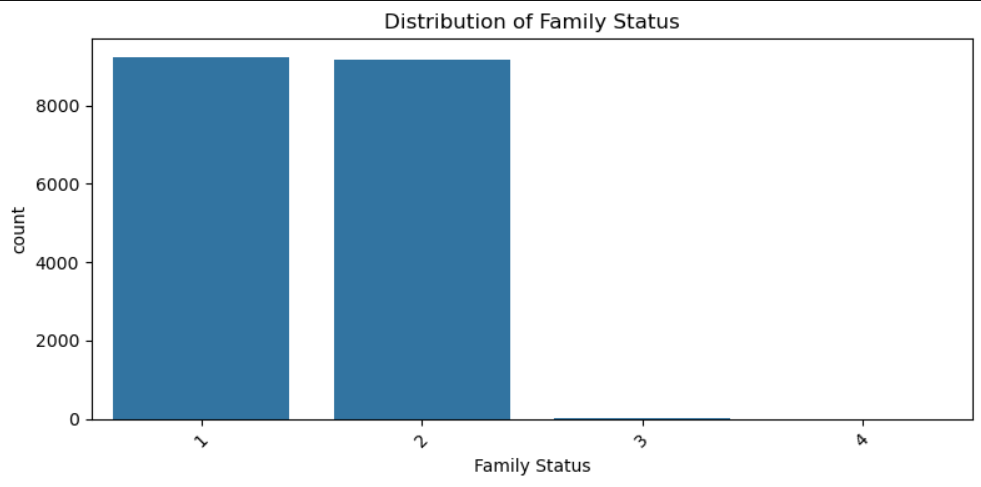 Distribution of Family Status
8000
6000
4000
2000
0
count
1 2 3 4
Family Status